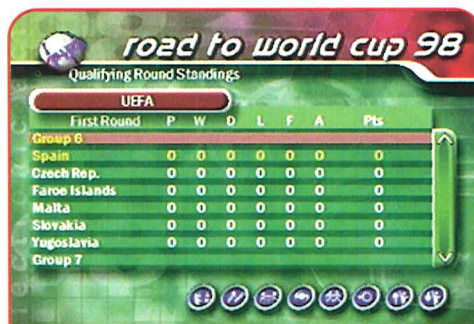 road to world cup 98
Qualifying Round Standings
UEFA
First Round P W D L F A Pts
Group 6
Spain 0 0 0 0 0 0 0
Czech Rep. 0 0 0 0 0 0 0
Faroe Islands 0 0 0 0 0 0 0
Malta 0 0 0 0 0 0 0
Slovakia 0 0 0 0 0 0 0
Yugoslavia 0 0 0 0 0 0 0
Group 7